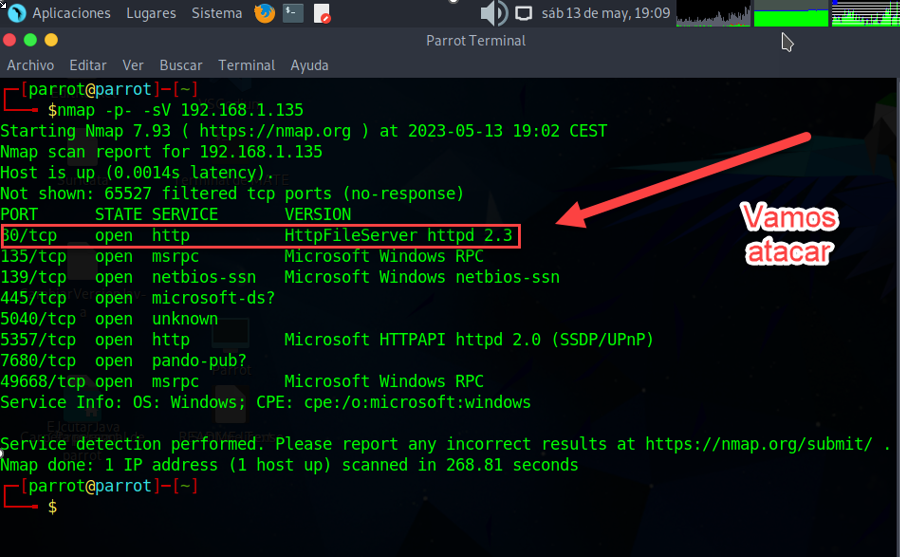 Aplicaciones Lugares Sistema sáb 13 de may, 19:09
Parrot Terminal
Archivo Editar Ver Buscar Terminal Ayuda
┌─[parrot@parrot]─[~]
└──╼ $nmap -p- -sV 192.168.1.135
Starting Nmap 7.93 ( https://nmap.org ) at 2023-05-13 19:02 CEST
Nmap scan report for 192.168.1.135
Host is up (0.0014s latency).
Not shown: 65527 filtered tcp ports (no-response)
PORT      STATE SERVICE       VERSION
80/tcp    open  http          HttpFileServer httpd 2.3
Vamos
atacar
135/tcp   open  msrpc         Microsoft Windows RPC
139/tcp   open  netbios-ssn   Microsoft Windows netbios-ssn
445/tcp   open  microsoft-ds?
5040/tcp  open  unknown
5357/tcp  open  http          Microsoft HTTPAPI httpd 2.0 (SSDP/UPnP)
7680/tcp  open  pando-pub?
49668/tcp open  msrpc         Microsoft Windows RPC
Service Info: OS: Windows; CPE: cpe:/o:microsoft:windows
Service detection performed. Please report any incorrect results at https://nmap.org/submit/ .
Nmap done: 1 IP address (1 host up) scanned in 268.81 seconds
┌─[parrot@parrot]─[~]
└──╼ $